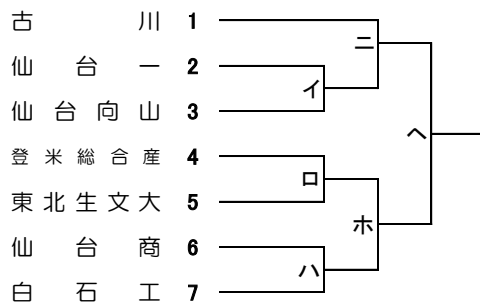 古川 1
ニ
仙台一 2
イ
仙台向山 3
ヘ
登米総合産 4
ロ
東北生文大 5
ホ
仙台商 6
ハ
白石工 7